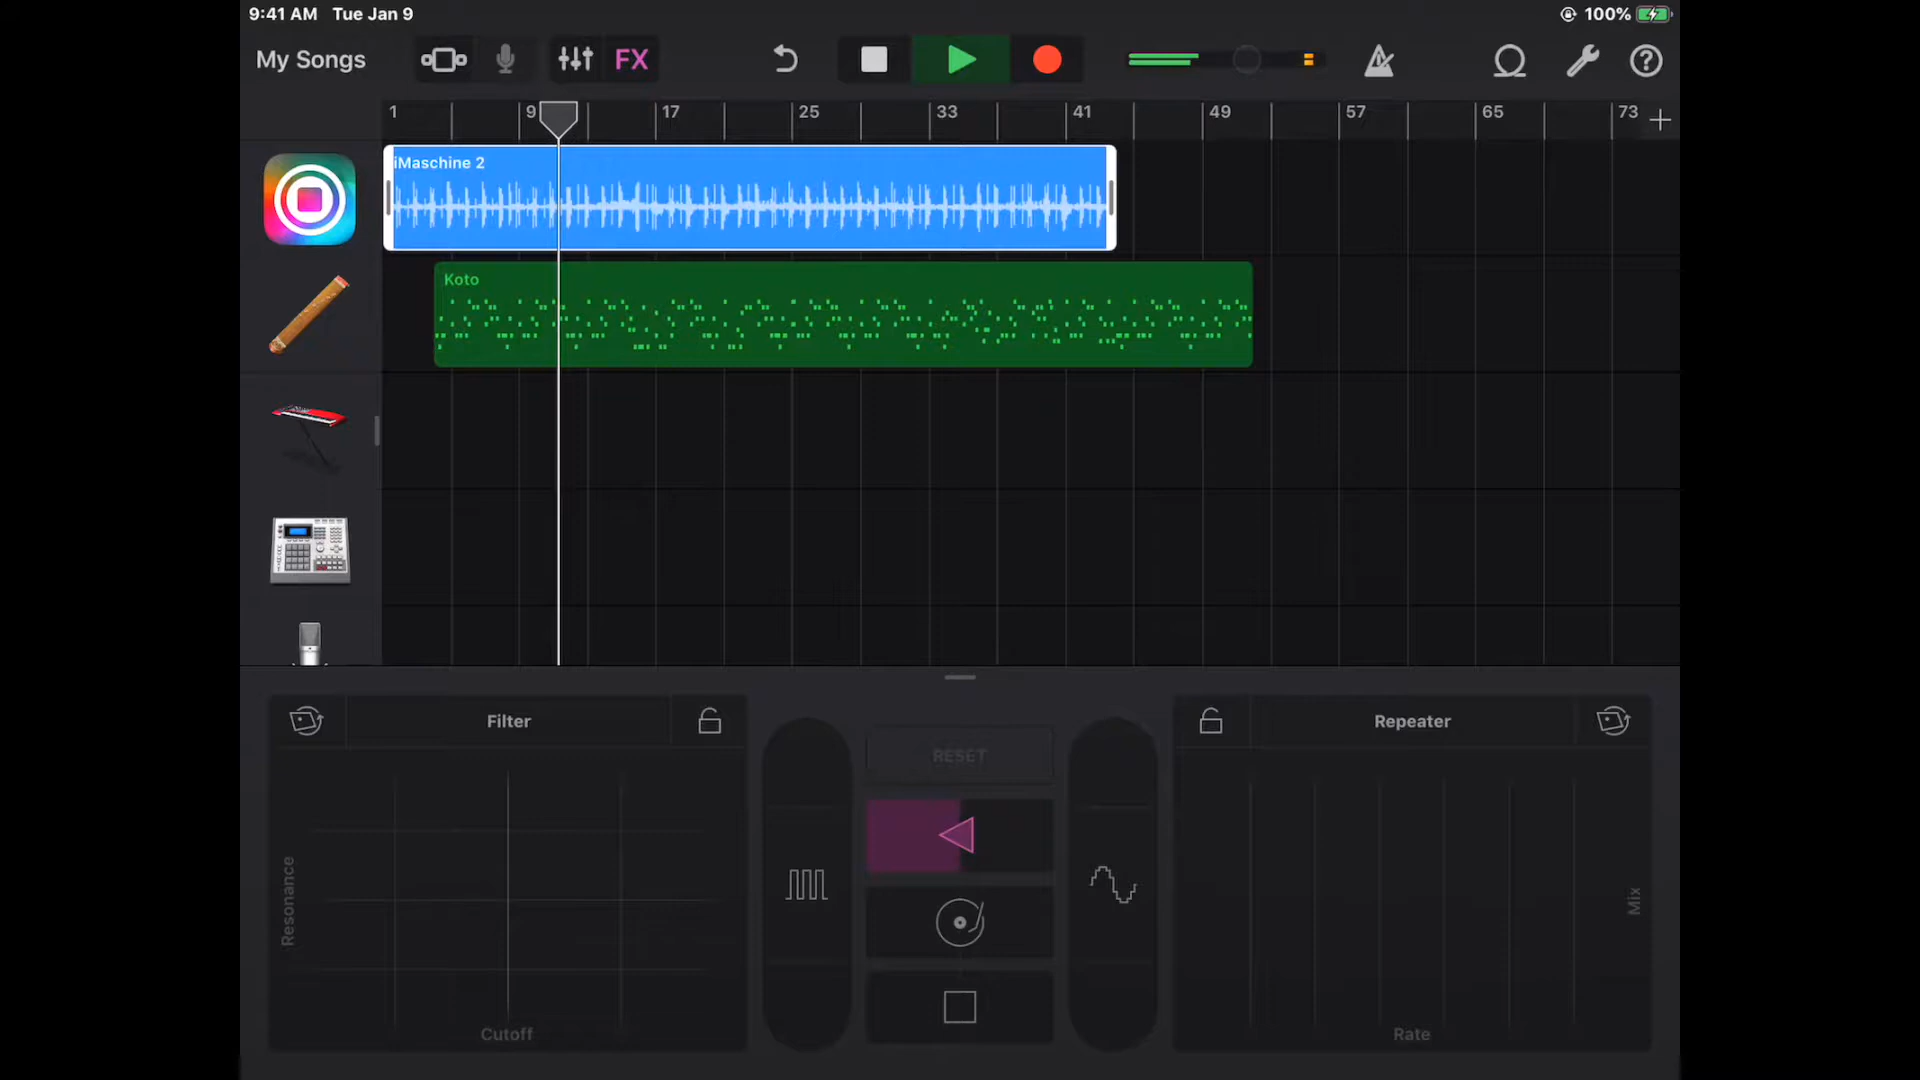 9:41 AM Tue Jan 9 100%
My Songs FX
1 9 17 25 33 41 49 57 65 73
iMaschine 2
Koto
Filter Repeater
RESET
Resonance Mix
Cutoff Rate